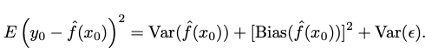 E(y₀ − f̂(x₀))² = Var(f̂(x₀)) + [Bias(f̂(x₀))]² + Var(ϵ).